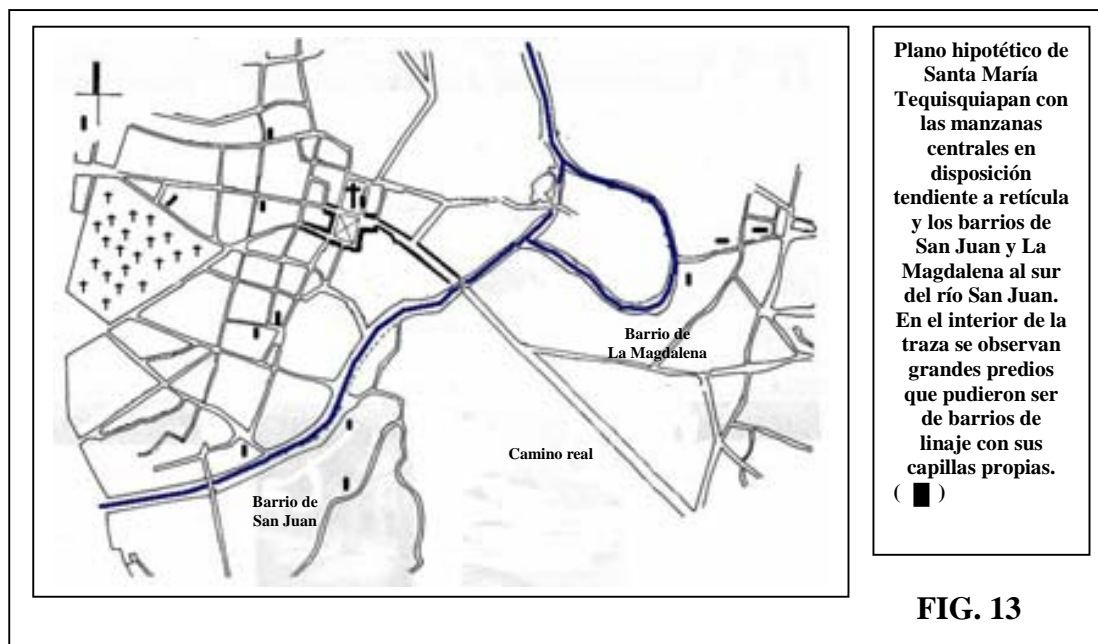 Barrio de
La Magdalena
Camino real
Barrio de
San Juan
Plano hipotético de
Santa María
Tequisquiapan con
las manzanas
centrales en
disposición
tendiente a retícula
y los barrios de
San Juan y La
Magdalena al sur
del río San Juan.
En el interior de la
traza se observan
grandes predios
que pudieron ser
de barrios de
linaje con sus
capillas propias.
( )
FIG. 13